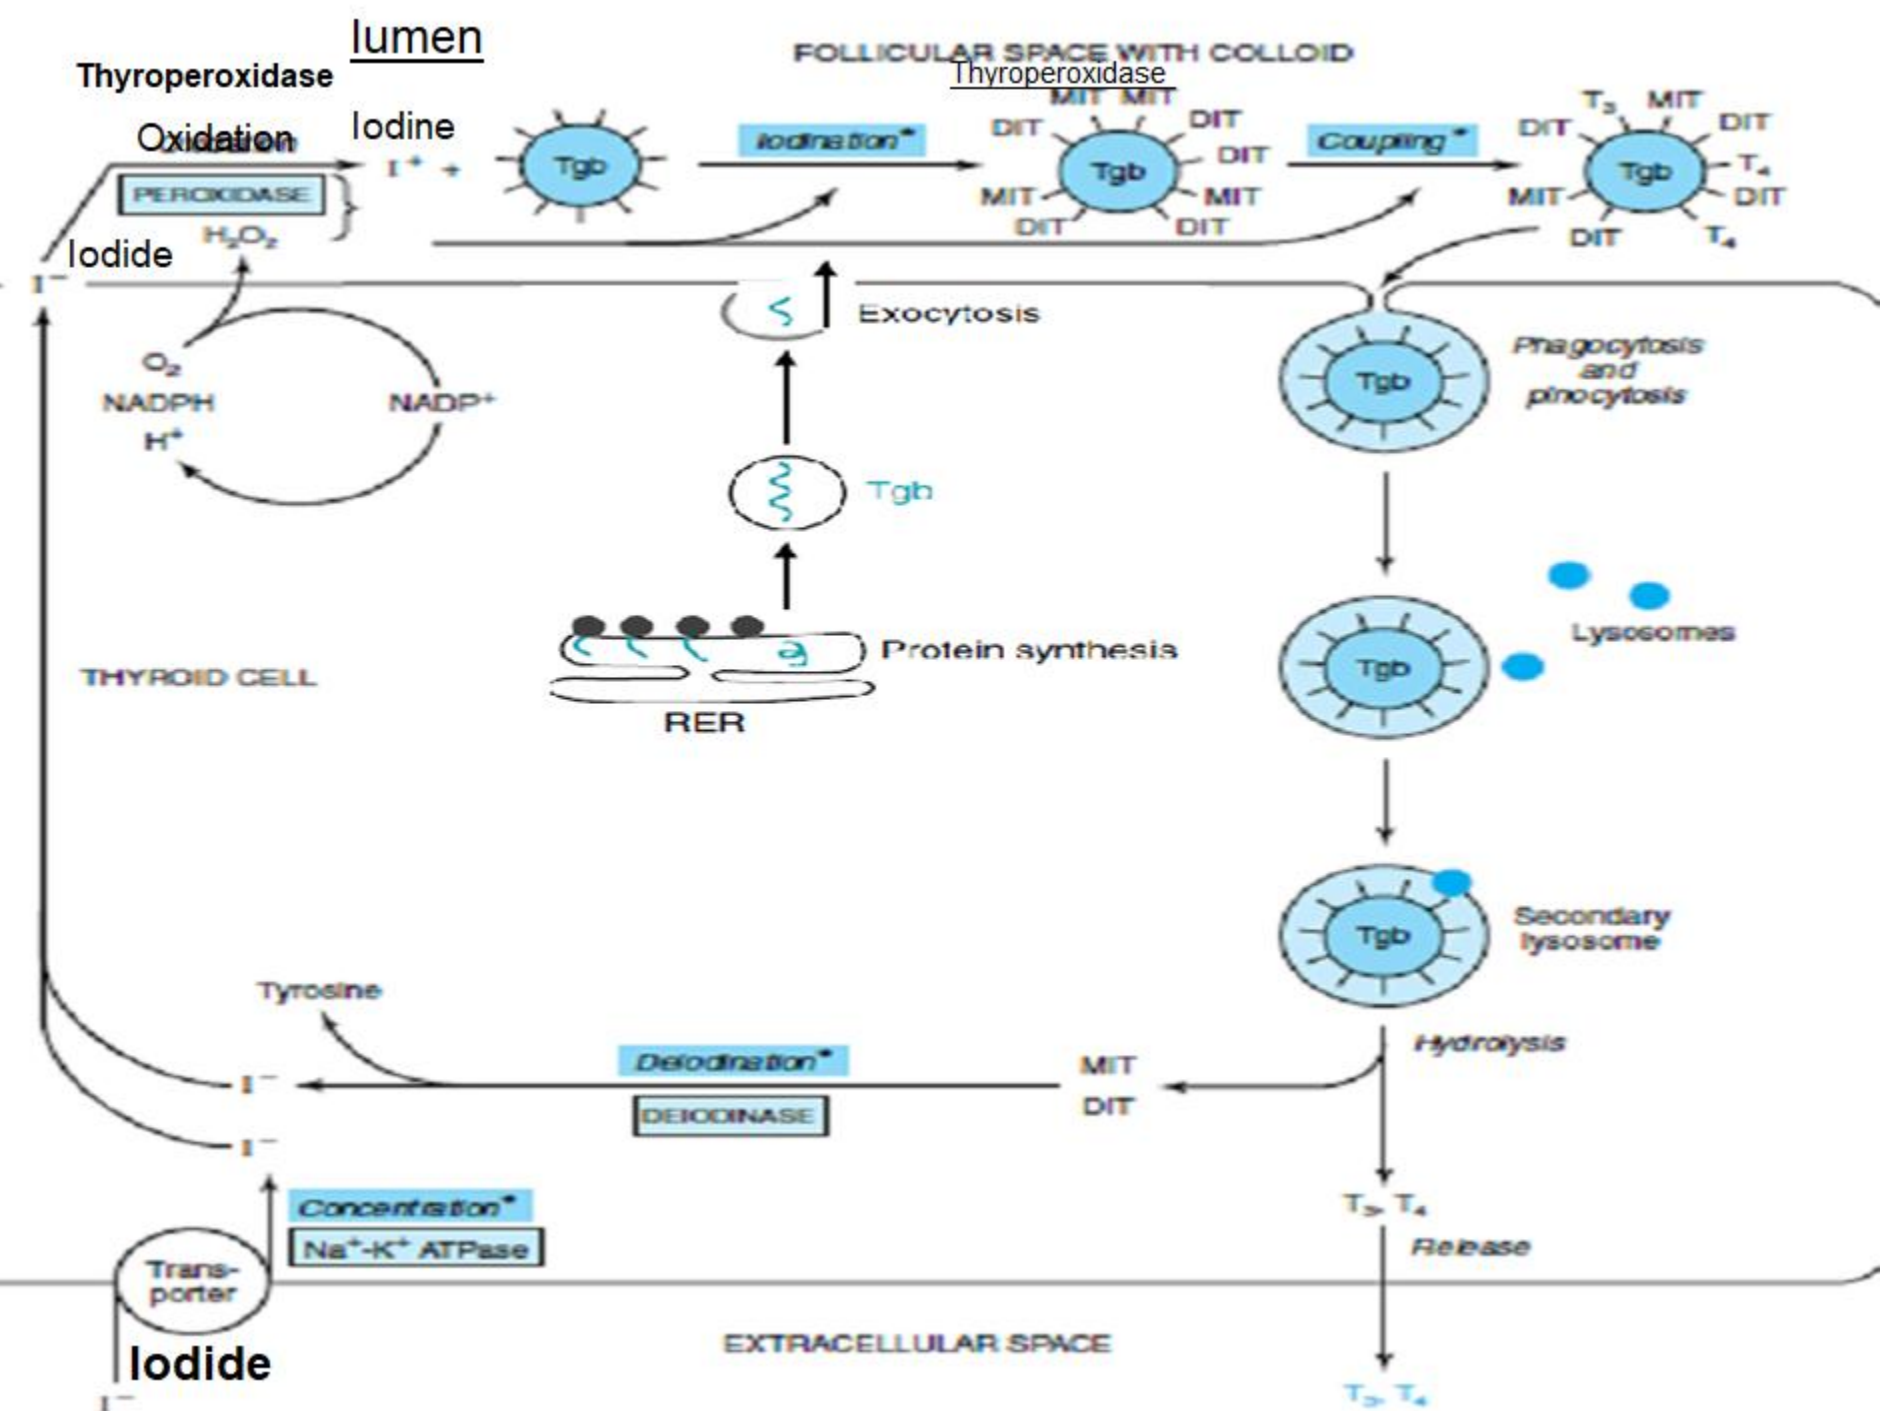 lumen
FOLLICULAR SPACE WITH COLLOID
Thyroperoxidase
Thyroperoxidase
Oxidation
Iodine
I⁺ +
PEROXIDASE
H₂O₂
Iodide
I⁻
Tgb
Iodination*
MIT MIT
DIT DIT
DIT
Tgb
MIT MIT
DIT DIT
Coupling*
T₃ MIT
DIT DIT
Tgb
T₄
MIT DIT
DIT T₄
Exocytosis
O₂
NADPH NADP⁺
H⁺
Tgb
Phagocytosis
and
pinocytosis
Tgb
Protein synthesis
RER
THYROID CELL
Lysosomes
Tgb
Secondary
lysosome
Tgb
Tyrosine
Hydrolysis
Deiodination*
DEIODINASE
MIT
DIT
I⁻
I⁻
Concentration*
Na⁺-K⁺ ATPase
T₃, T₄
Release
Trans-
porter
EXTRACELLULAR SPACE
Iodide
I⁻
T₃, T₄